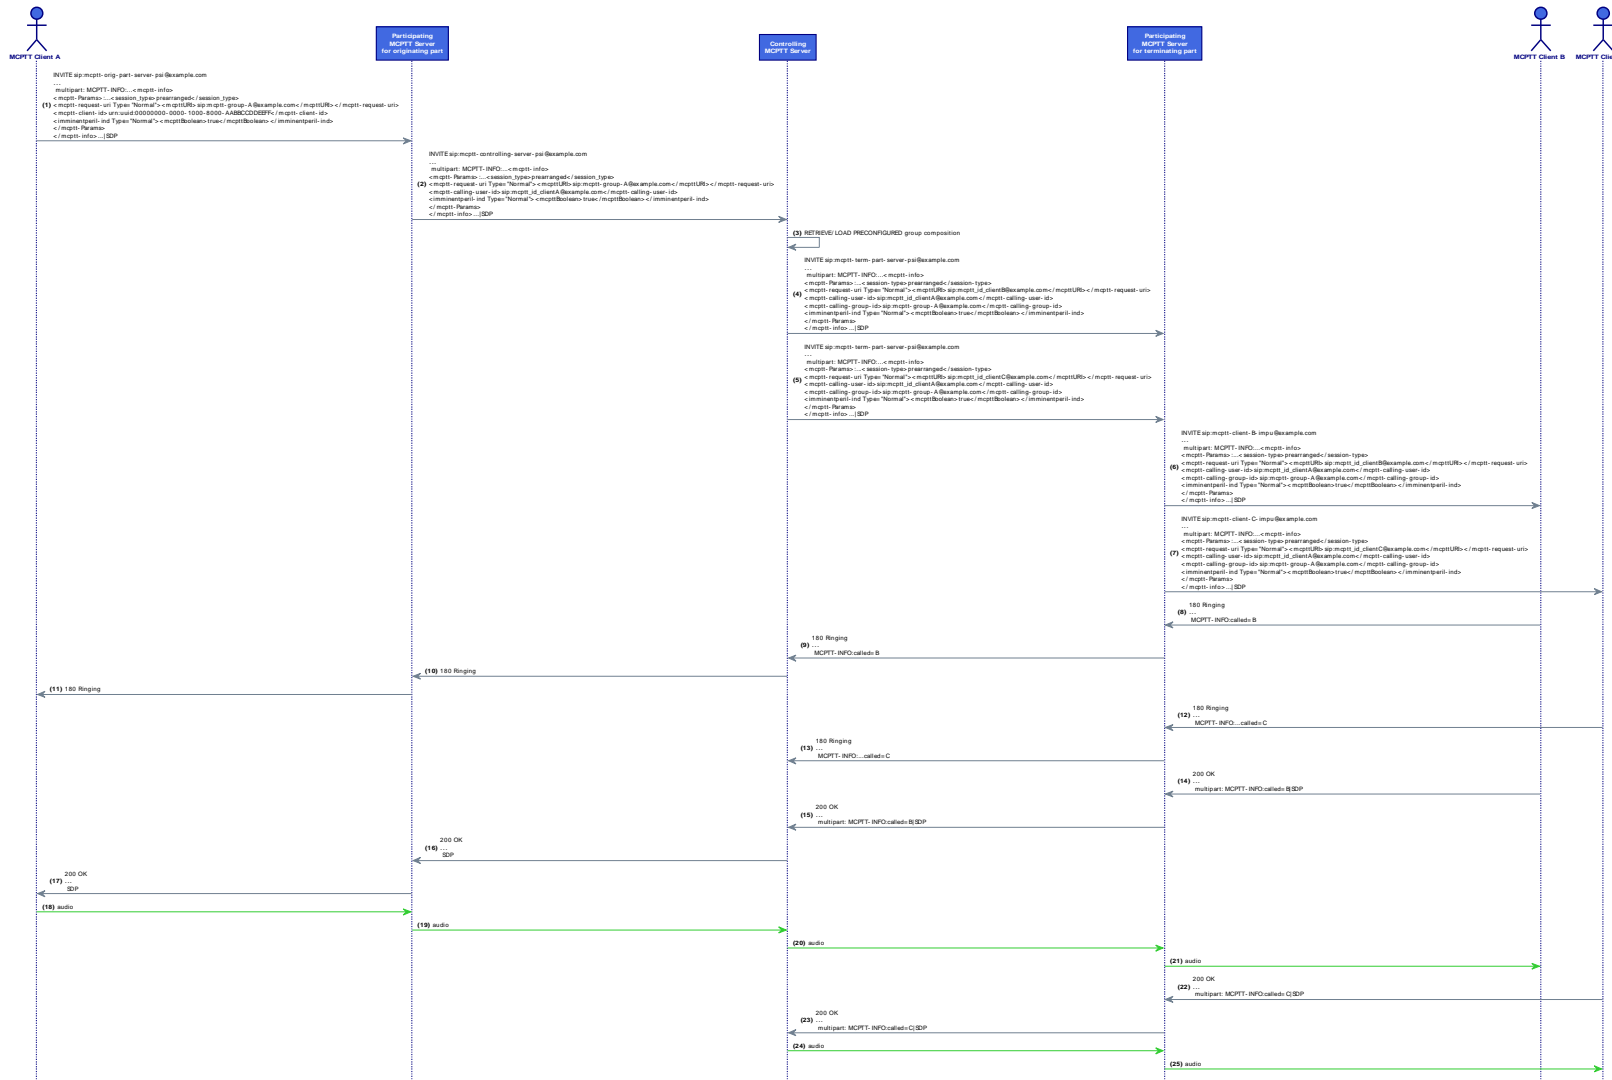 MCPTT Client A
Participating
MCPTT Server
for originating part
Controlling
MCPTT Server
Participating
MCPTT Server
for terminating part
MCPTT Client B
MCPTT Clie
INVITE sip:mcptt-orig-part-server-psi@example.com
...
multipart: MCPTT-INFO:...<mcptt-info>
<mcptt-Params>:...<session_type>prearranged</session_type>
(1) <mcptt-request-uri Type="Normal"><mcpttURI>sip:mcptt-group-A@example.com</mcpttURI></mcptt-request-uri>
<mcptt-client-id>urn:uuid:00000000-0000-1000-8000-AABBCCDDEEFF</mcptt-client-id>
<imminentperil-ind Type="Normal"><mcpttBoolean>true</mcpttBoolean></imminentperil-ind>
</mcptt-Params>
</mcptt-info>...|SDP
INVITE sip:mcptt-controlling-server-psi@example.com
...
multipart: MCPTT-INFO:...<mcptt-info>
<mcptt-Params>:...<session_type>prearranged</session_type>
(2) <mcptt-request-uri Type="Normal"><mcpttURI>sip:mcptt-group-A@example.com</mcpttURI></mcptt-request-uri>
<mcptt-calling-user-id>sip:mcptt_id_clientA@example.com</mcptt-calling-user-id>
<imminentperil-ind Type="Normal"><mcpttBoolean>true</mcpttBoolean></imminentperil-ind>
</mcptt-Params>
</mcptt-info>...|SDP
(3) RETRIEVE/LOAD PRECONFIGURED group composition
INVITE sip:mcptt-term-part-server-psi@example.com
...
multipart: MCPTT-INFO:...<mcptt-info>
<mcptt-Params>:...<session-type>prearranged</session-type>
(4) <mcptt-request-uri Type="Normal"><mcpttURI>sip:mcptt_id_clientB@example.com</mcpttURI></mcptt-request-uri>
<mcptt-calling-user-id>sip:mcptt_id_clientA@example.com</mcptt-calling-user-id>
<mcptt-calling-group-id>sip:mcptt-group-A@example.com</mcptt-calling-group-id>
<imminentperil-ind Type="Normal"><mcpttBoolean>true</mcpttBoolean></imminentperil-ind>
</mcptt-Params>
</mcptt-info>...|SDP
INVITE sip:mcptt-term-part-server-psi@example.com
...
multipart: MCPTT-INFO:...<mcptt-info>
<mcptt-Params>:...<session-type>prearranged</session-type>
(5) <mcptt-request-uri Type="Normal"><mcpttURI>sip:mcptt_id_clientC@example.com</mcpttURI></mcptt-request-uri>
<mcptt-calling-user-id>sip:mcptt_id_clientA@example.com</mcptt-calling-user-id>
<mcptt-calling-group-id>sip:mcptt-group-A@example.com</mcptt-calling-group-id>
<imminentperil-ind Type="Normal"><mcpttBoolean>true</mcpttBoolean></imminentperil-ind>
</mcptt-Params>
</mcptt-info>...|SDP
INVITE sip:mcptt-client-B-impu@example.com
...
multipart: MCPTT-INFO:...<mcptt-info>
<mcptt-Params>:...<session-type>prearranged</session-type>
(6) <mcptt-request-uri Type="Normal"><mcpttURI>sip:mcptt_id_clientB@example.com</mcpttURI></mcptt-request-uri>
<mcptt-calling-user-id>sip:mcptt_id_clientA@example.com</mcptt-calling-user-id>
<mcptt-calling-group-id>sip:mcptt-group-A@example.com</mcptt-calling-group-id>
<imminentperil-ind Type="Normal"><mcpttBoolean>true</mcpttBoolean></imminentperil-ind>
</mcptt-Params>
</mcptt-info>...|SDP
INVITE sip:mcptt-client-C-impu@example.com
...
multipart: MCPTT-INFO:...<mcptt-info>
<mcptt-Params>:...<session-type>prearranged</session-type>
(7) <mcptt-request-uri Type="Normal"><mcpttURI>sip:mcptt_id_clientC@example.com</mcpttURI></mcptt-request-uri>
<mcptt-calling-user-id>sip:mcptt_id_clientA@example.com</mcptt-calling-user-id>
<mcptt-calling-group-id>sip:mcptt-group-A@example.com</mcptt-calling-group-id>
<imminentperil-ind Type="Normal"><mcpttBoolean>true</mcpttBoolean></imminentperil-ind>
</mcptt-Params>
</mcptt-info>...|SDP
180 Ringing
(8) ...
MCPTT-INFO:called=B
180 Ringing
(9) ...
MCPTT-INFO:called=B
(10) 180 Ringing
(11) 180 Ringing
180 Ringing
(12) ...
MCPTT-INFO:...called=C
180 Ringing
(13) ...
MCPTT-INFO:...called=C
200 OK
(14) ...
multipart: MCPTT-INFO:called=B|SDP
200 OK
(15) ...
multipart: MCPTT-INFO:called=B|SDP
200 OK
(16) ...
SDP
200 OK
(17) ...
SDP
(18) audio
(19) audio
(20) audio
(21) audio
200 OK
(22) ...
multipart: MCPTT-INFO:called=C|SDP
200 OK
(23) ...
multipart: MCPTT-INFO:called=C|SDP
(24) audio
(25) audio